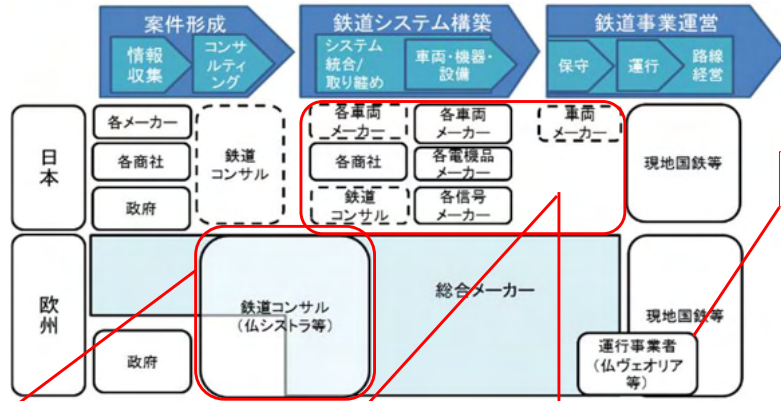 案件形成
鉄道システム構築
鉄道事業運営
情報
収集
コンサ
ルティ
ング
システム
統合/
取り纏め
車両・機器・
設備
保守
運行
路線
経営
日本
各メーカー
各商社
政府
鉄道
コンサル
各車両
メーカー
各商社
鉄道
コンサル
各車両
メーカー
各電機品
メーカー
各信号
メーカー
車両
メーカー
現地国鉄等
欧州
政府
鉄道コンサル
(仏シストラ等)
総合メーカー
現地国鉄等
運行事業者
(仏ヴェオリア
等)